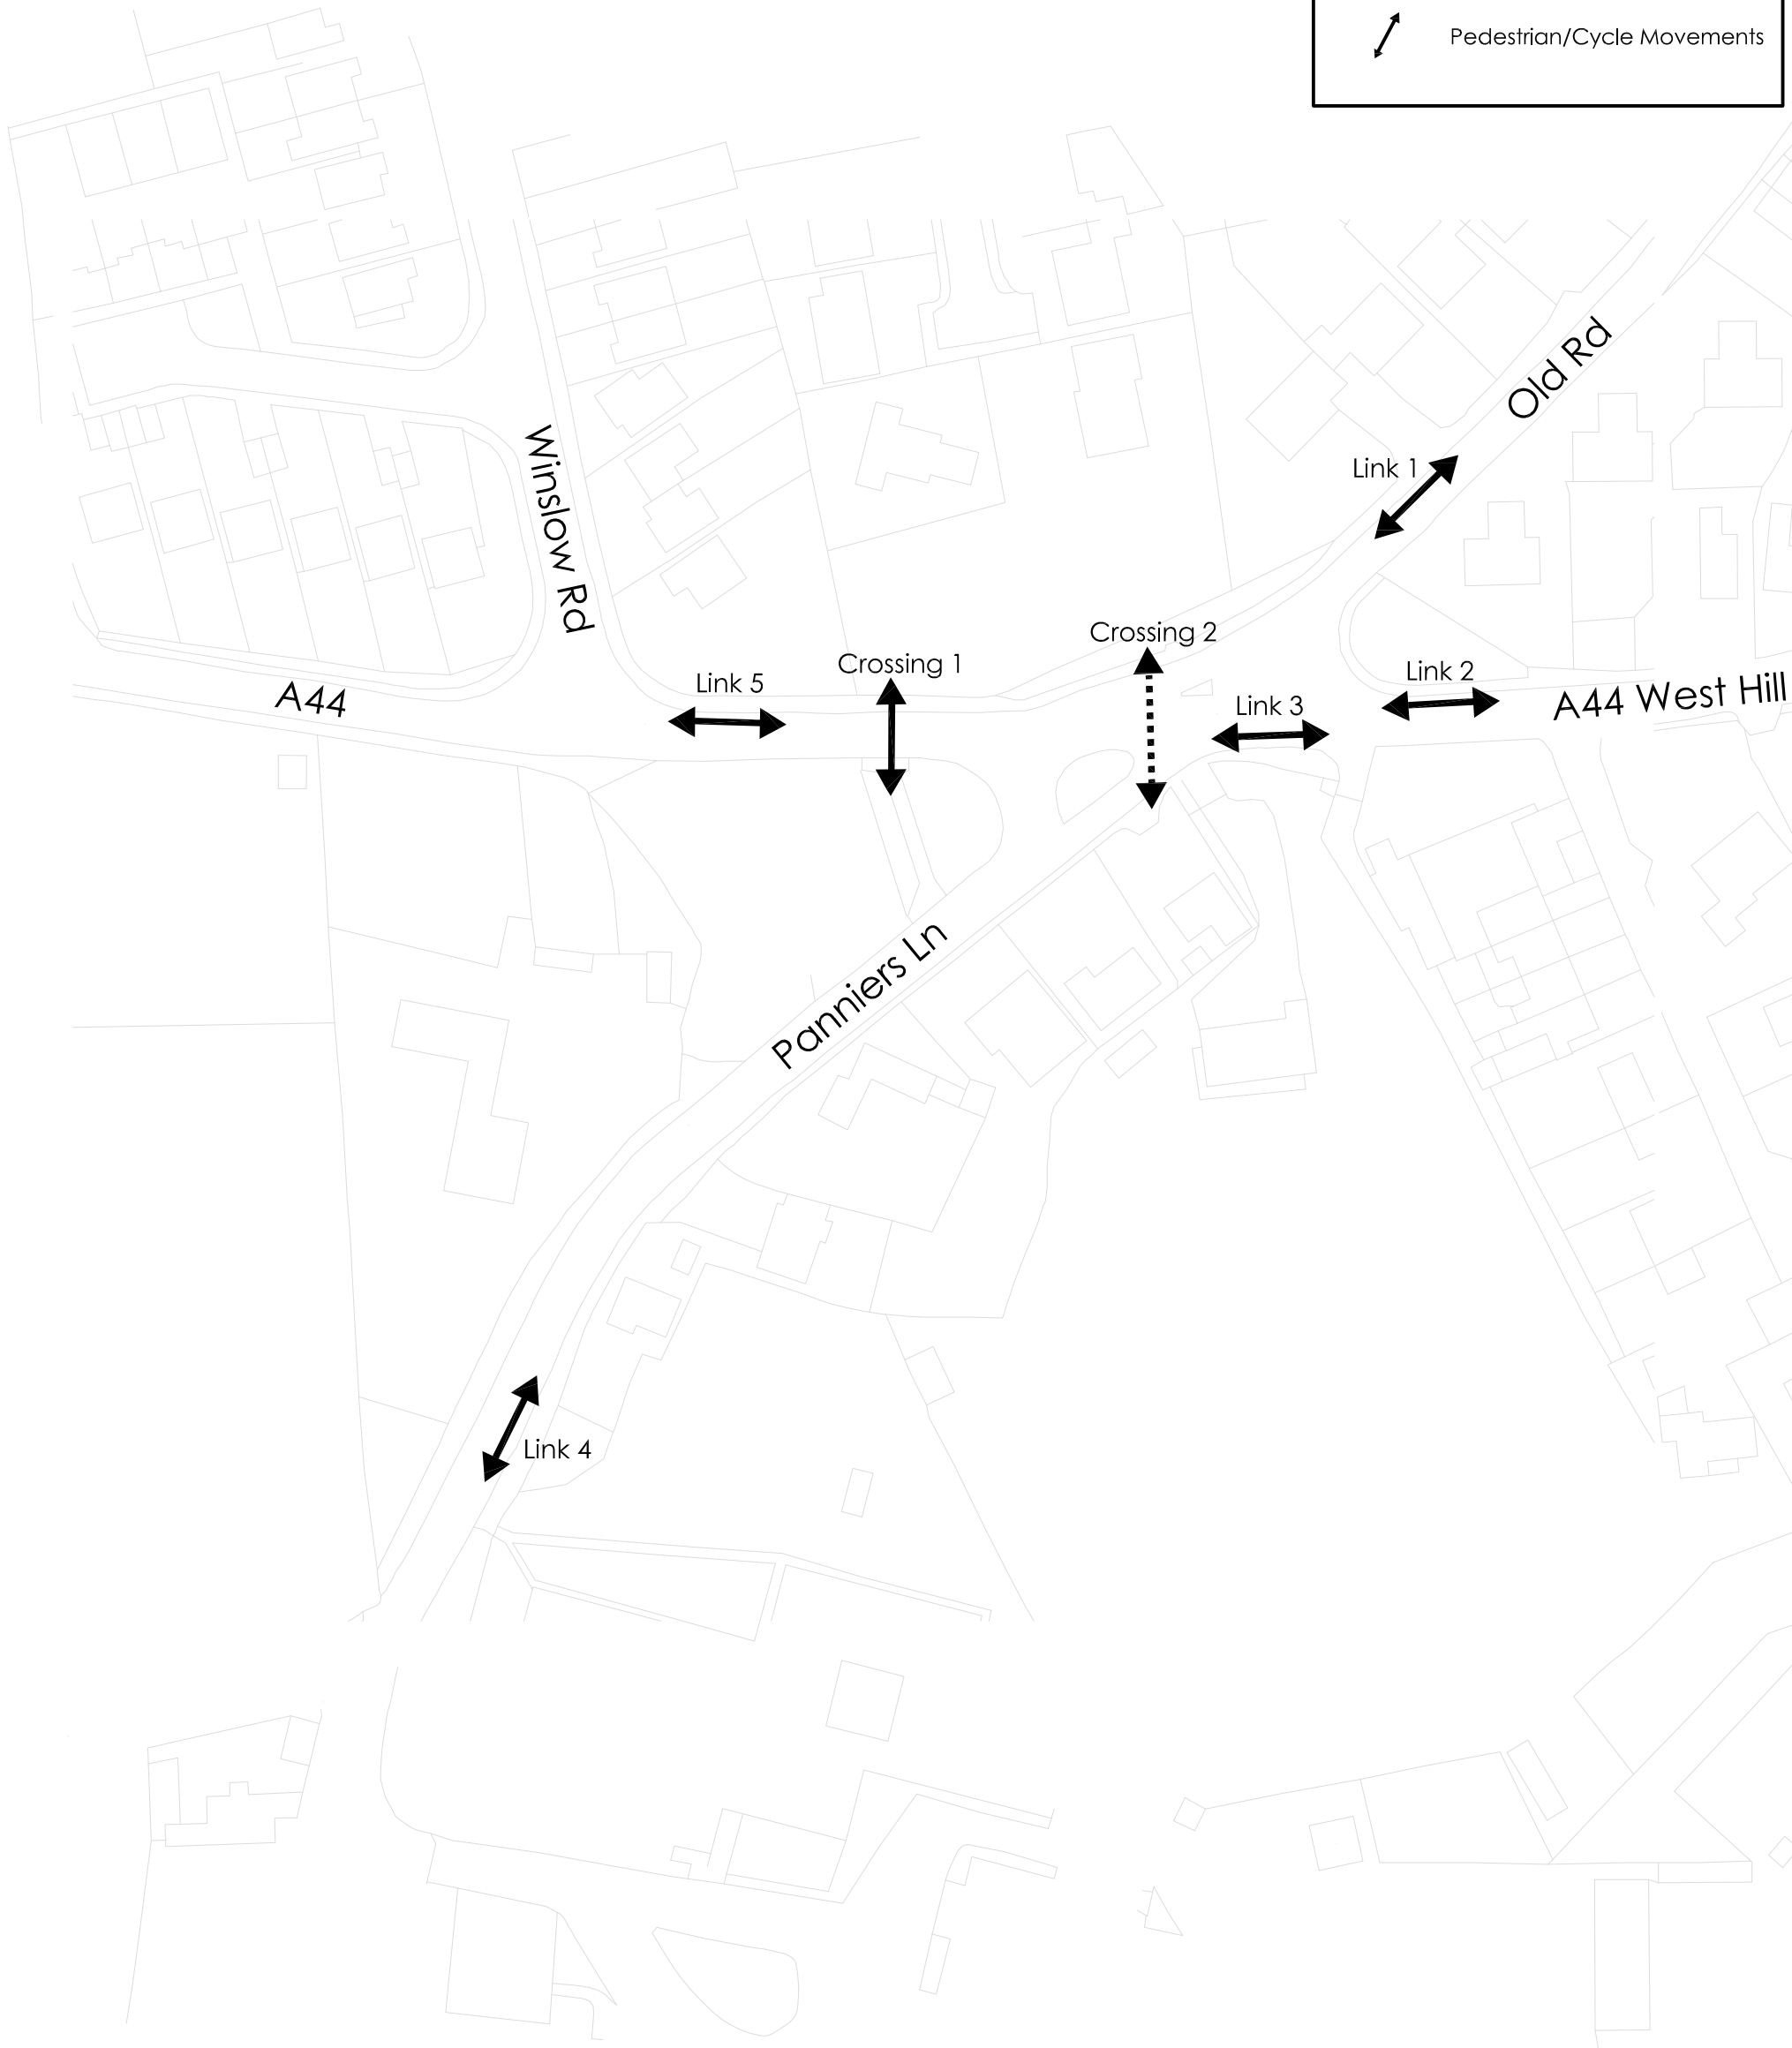 Pedestrian/Cycle Movements
Old Rd
Link 1
Winslow Rd
Crossing 2
Crossing 1
Link 5
Link 2
A44
Link 3
A44 West Hill
Panniers Ln
Link 4